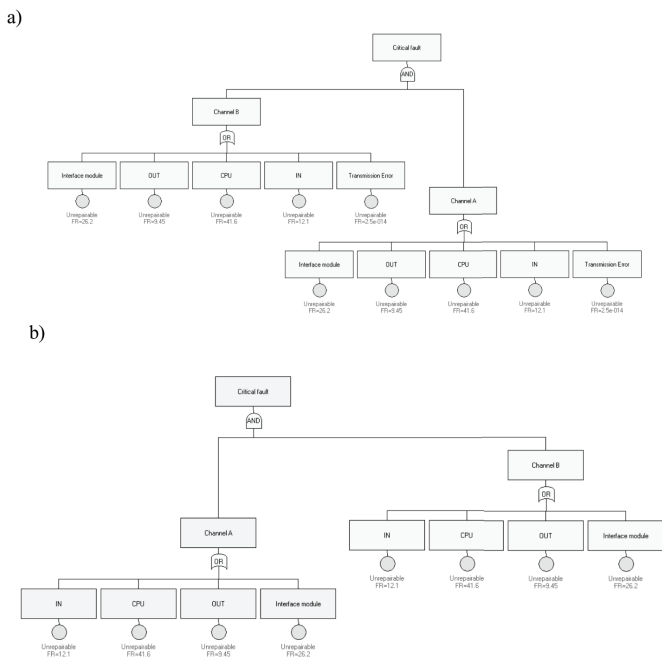 a)
Critical fault
AND
Channel B
OR
Interface module
OUT
CPU
IN
Transmission Error
Unrepairable
FR=26.2
Unrepairable
FR=9.45
Unrepairable
FR=41.6
Unrepairable
FR=12.1
Unrepairable
FR=2.5e-014
Channel A
OR
Interface module
OUT
CPU
IN
Transmission Error
Unrepairable
FR=26.2
Unrepairable
FR=9.45
Unrepairable
FR=41.6
Unrepairable
FR=12.1
Unrepairable
FR=2.5e-014
b)
Critical fault
AND
Channel B
OR
IN
CPU
OUT
Interface module
Unrepairable
FR=12.1
Unrepairable
FR=41.6
Unrepairable
FR=9.45
Unrepairable
FR=26.2
Channel A
OR
IN
CPU
OUT
Interface module
Unrepairable
FR=12.1
Unrepairable
FR=41.6
Unrepairable
FR=9.45
Unrepairable
FR=26.2